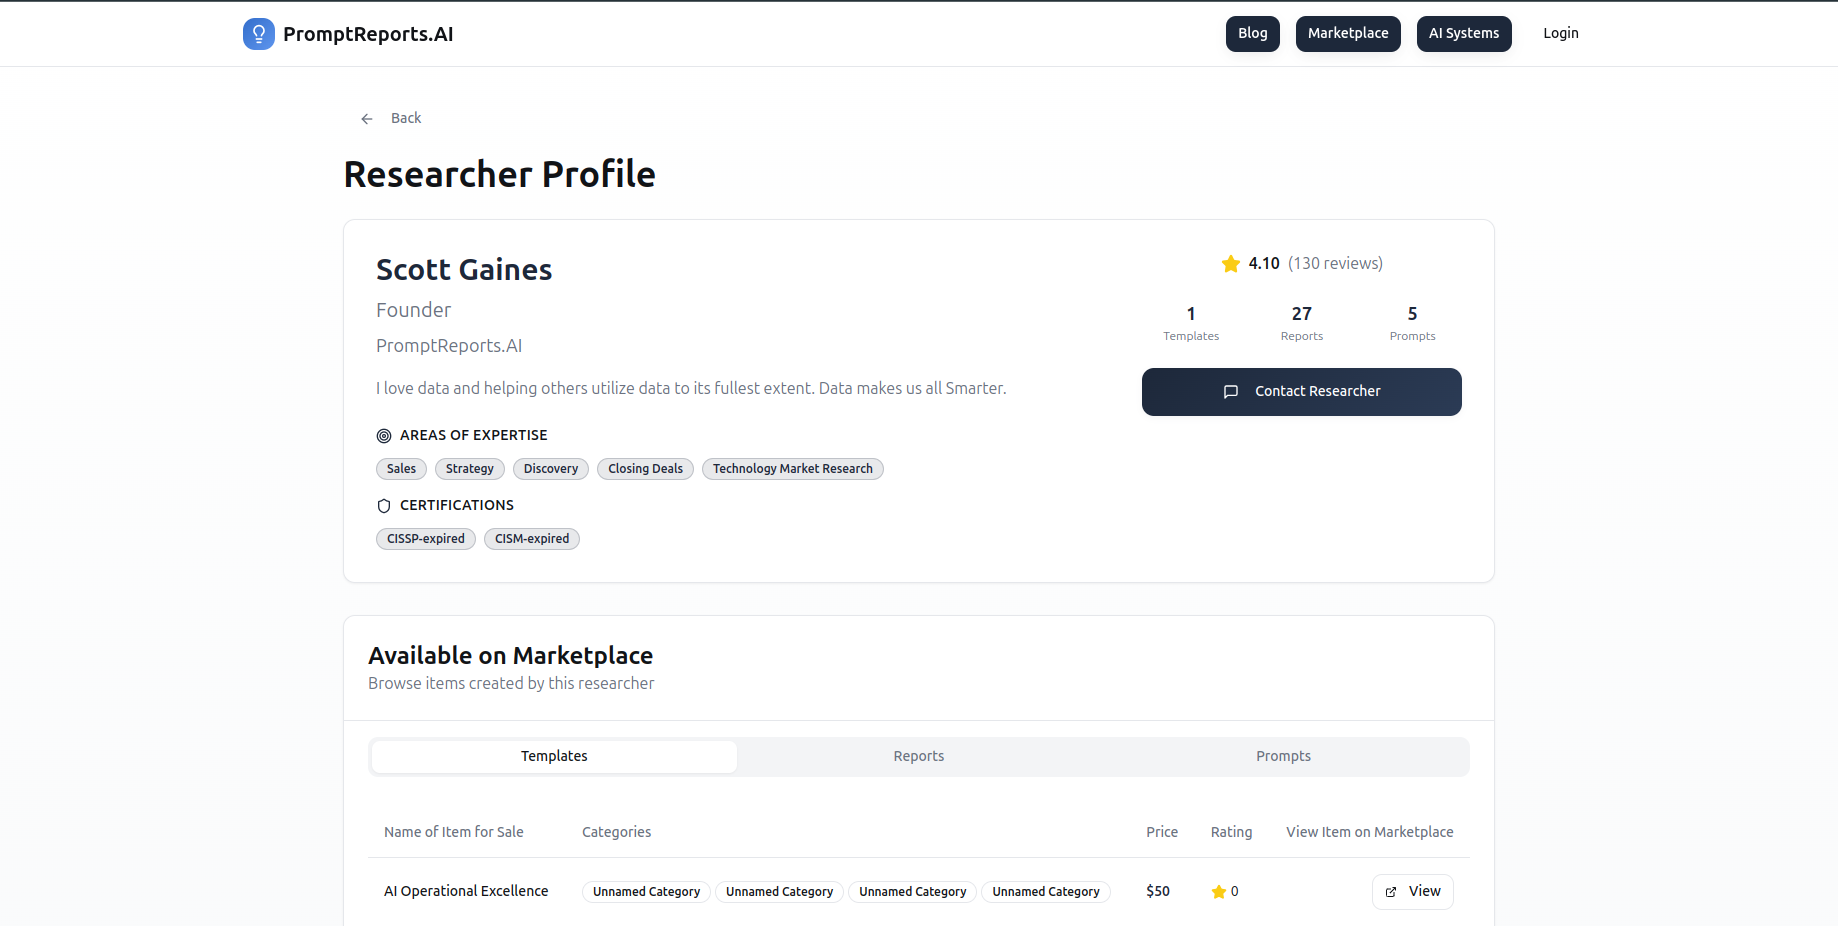 PromptReports.AI
Blog
Marketplace
AI Systems
Login
Back
Researcher Profile
Scott Gaines
Founder
PromptReports.AI
I love data and helping others utilize data to its fullest extent. Data makes us all Smarter.
AREAS OF EXPERTISE
Sales
Strategy
Discovery
Closing Deals
Technology Market Research
CERTIFICATIONS
CISSP-expired
CISM-expired
4.10 (130 reviews)
1
Templates
27
Reports
5
Prompts
Contact Researcher
Available on Marketplace
Browse items created by this researcher
Templates
Reports
Prompts
Name of Item for Sale
Categories
Price
Rating
View Item on Marketplace
AI Operational Excellence
Unnamed Category
Unnamed Category
Unnamed Category
Unnamed Category
$50
0
View